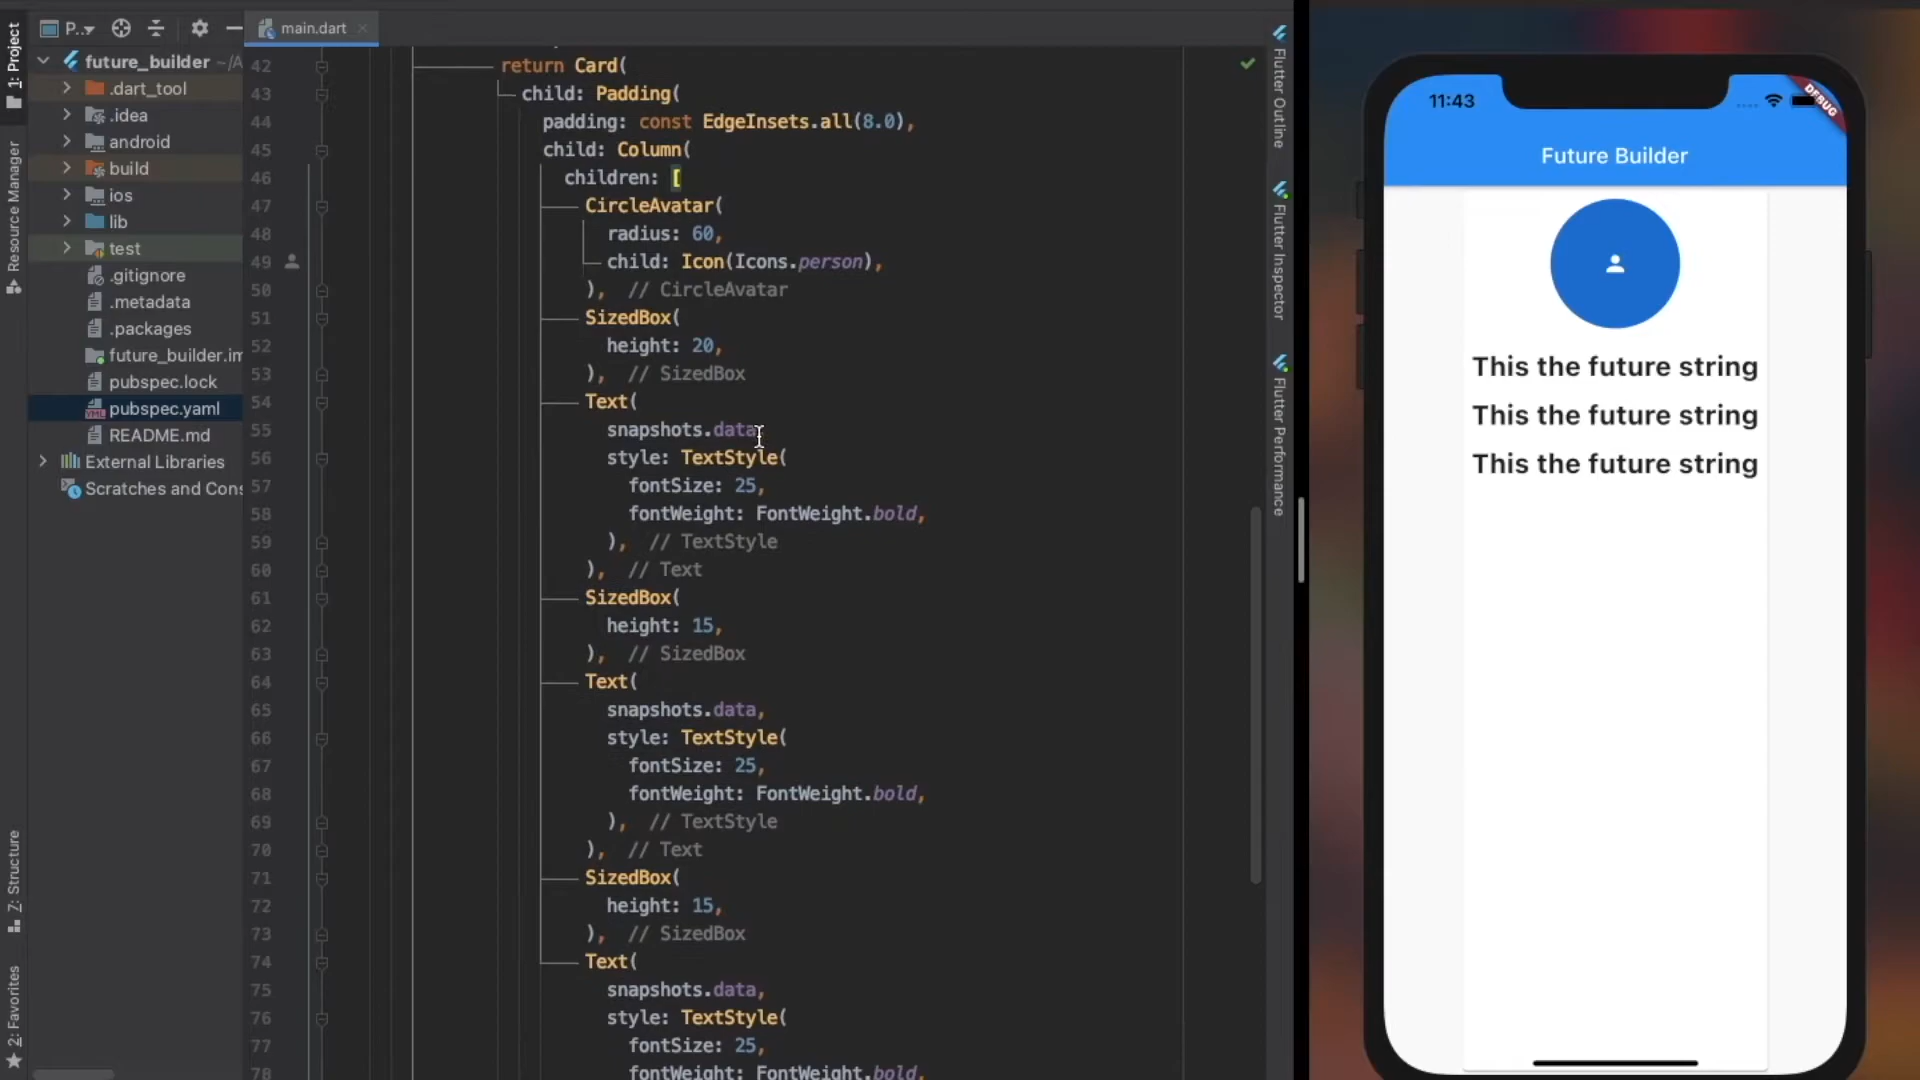 1: Project
Resource Manager
Z: Structure
2: Favorites
P..
main.dart
future_builder ~/A
.dart_tool
.idea
android
build
ios
lib
test
.gitignore
.metadata
.packages
future_builder.im
pubspec.lock
pubspec.yaml
README.md
External Libraries
Scratches and Cons
42 return Card(
43 child: Padding(
44 padding: const EdgeInsets.all(8.0),
45 child: Column(
46 children: [
47 CircleAvatar(
48 radius: 60,
49 child: Icon(Icons.person),
50 ), // CircleAvatar
51 SizedBox(
52 height: 20,
53 ), // SizedBox
54 Text(
55 snapshots.data,
56 style: TextStyle(
57 fontSize: 25,
58 fontWeight: FontWeight.bold,
59 ), // TextStyle
60 ), // Text
61 SizedBox(
62 height: 15,
63 ), // SizedBox
64 Text(
65 snapshots.data,
66 style: TextStyle(
67 fontSize: 25,
68 fontWeight: FontWeight.bold,
69 ), // TextStyle
70 ), // Text
71 SizedBox(
72 height: 15,
73 ), // SizedBox
74 Text(
75 snapshots.data,
76 style: TextStyle(
77 fontSize: 25,
78 fontWeight: FontWeight.bold,
Flutter Outline
Flutter Inspector
Flutter Performance
11:43
DEBUG
Future Builder
This the future string
This the future string
This the future string